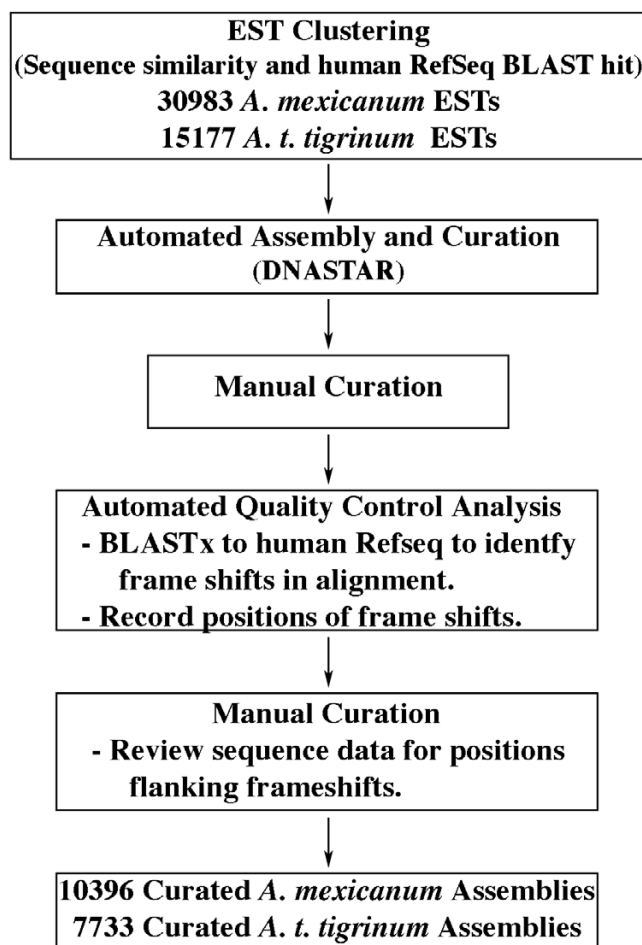 EST Clustering
(Sequence similarity and human RefSeq BLAST hit)
30983 A. mexicanum ESTs
15177 A. t. tigrinum ESTs
Automated Assembly and Curation
(DNASTAR)
Manual Curation
Automated Quality Control Analysis
- BLASTx to human Refseq to identfy
frame shifts in alignment.
- Record positions of frame shifts.
Manual Curation
- Review sequence data for positions
flanking frameshifts.
10396 Curated A. mexicanum Assemblies
7733 Curated A. t. tigrinum Assemblies